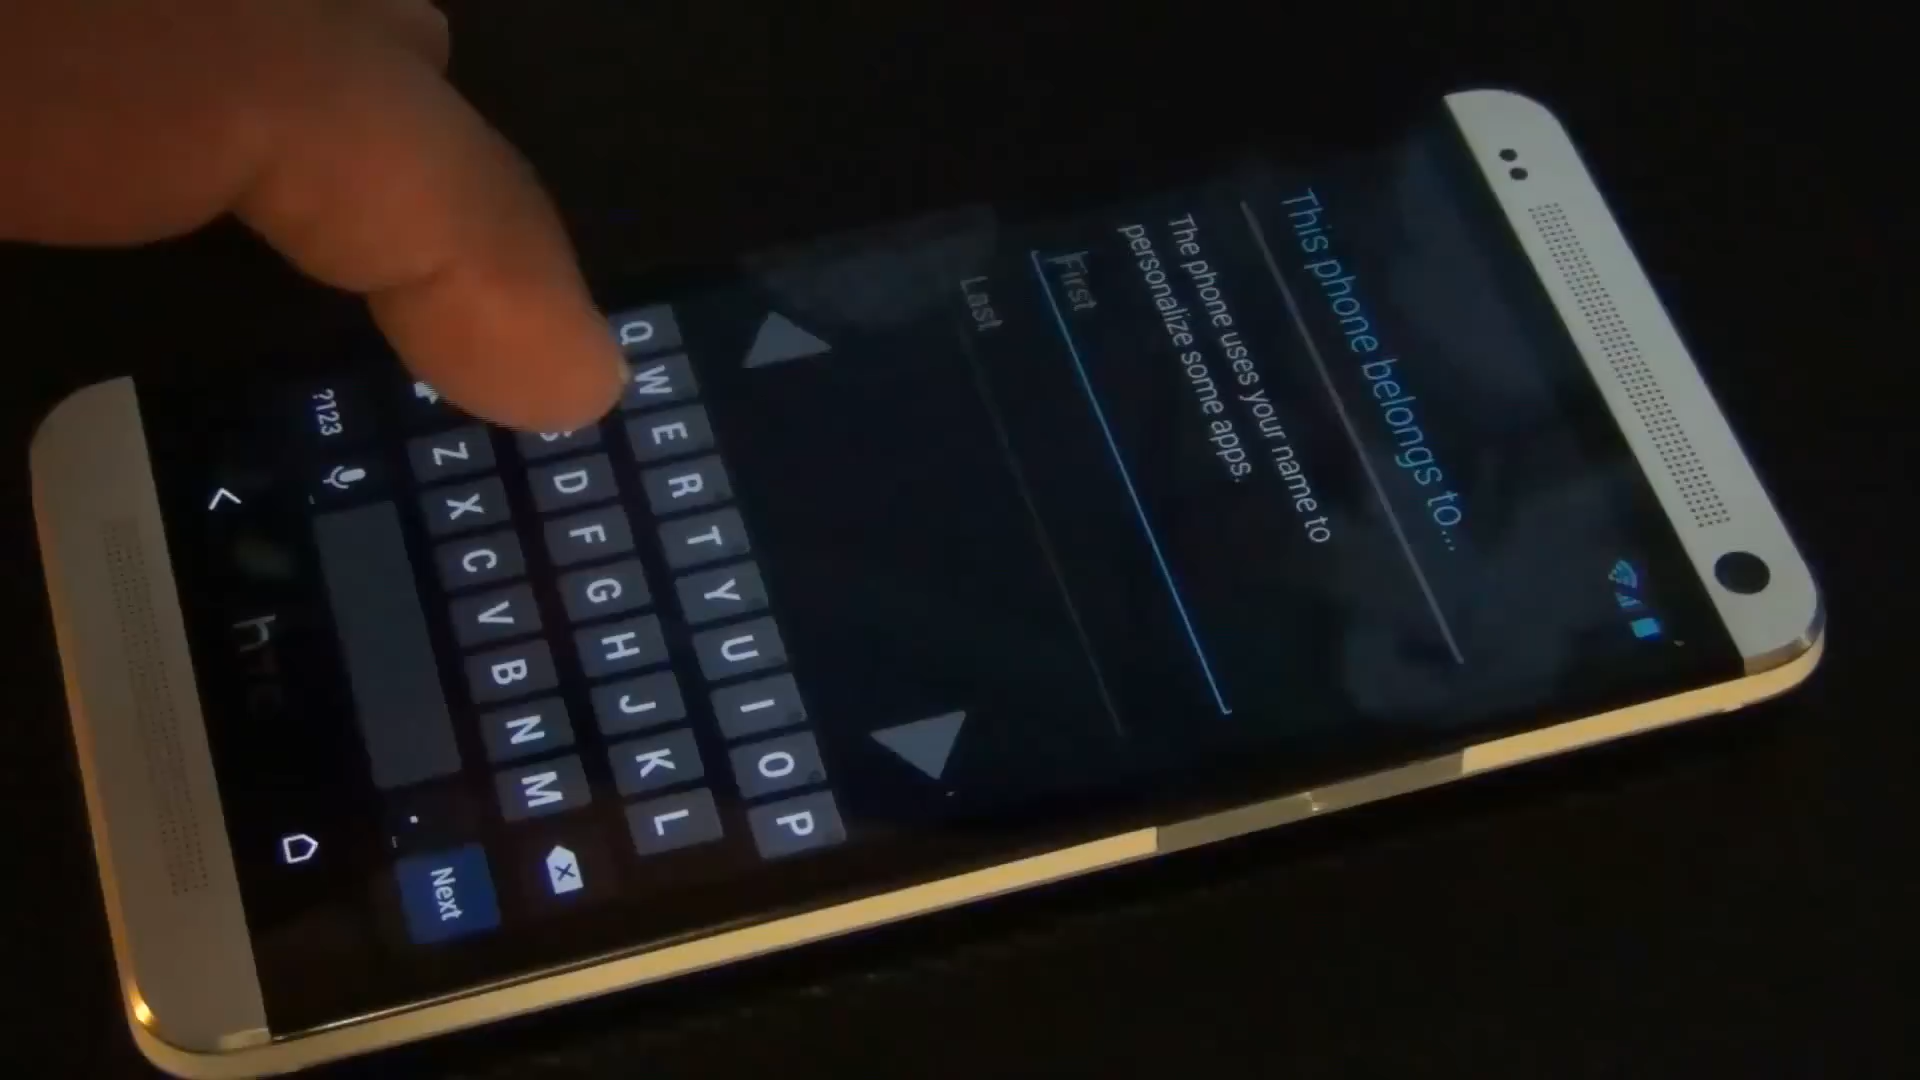 This phone belongs to...
The phone uses your name to
personalize some apps.
First
Last
Q W E R T Y U I O P
S D F G H J K L
Z X C V B N M
?123 .
Next
hTC